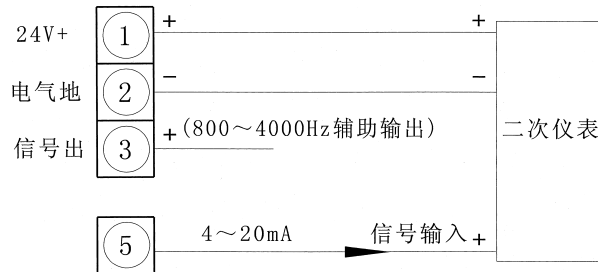 24V+ ① + +
电气地 ② − −
信号出 ③ + (800～4000Hz辅助输出)
二次仪表
⑤ 4～20mA 信号输入 +